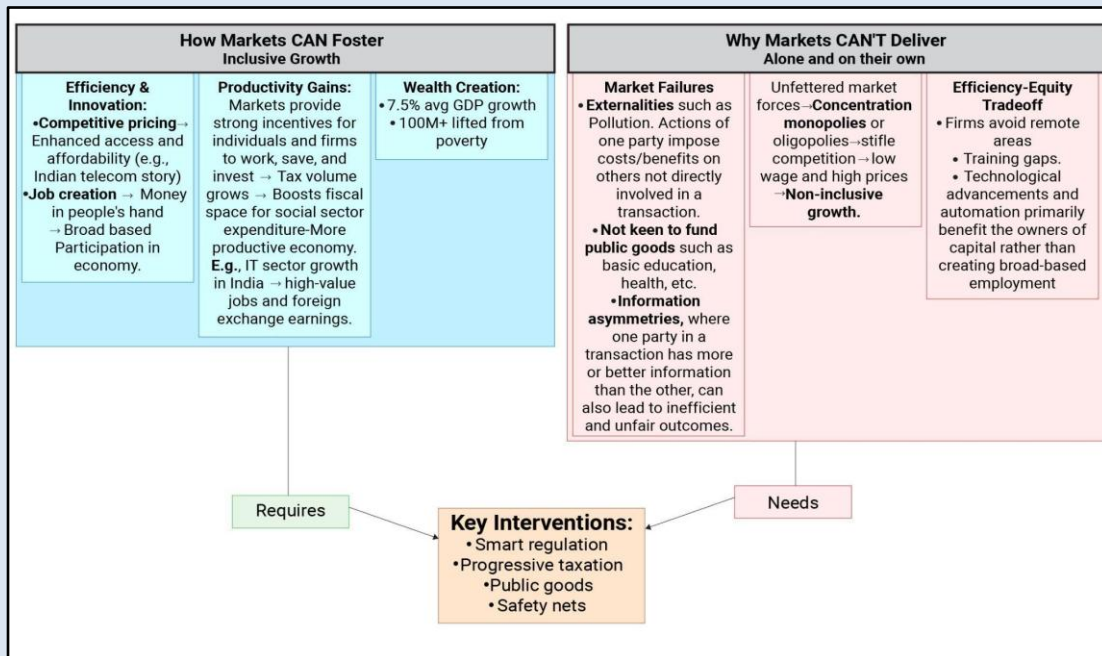 How Markets CAN Foster
Inclusive Growth
Efficiency &
Innovation:
•Competitive pricing→
Enhanced access and
affordability (e.g.,
Indian telecom story)
•Job creation → Money
in people's hand
→Broad based
Participation in
economy.
Productivity Gains:
Markets provide
strong incentives for
individuals and firms
to work, save, and
invest → Tax volume
grows → Boosts fiscal
space for social sector
expenditure-More
productive economy.
E.g., IT sector growth
in India → high-value
jobs and foreign
exchange earnings.
Wealth Creation:
•7.5% avg GDP growth
•100M+ lifted from
poverty
Why Markets CAN'T Deliver
Alone and on their own
Market Failures
•Externalities such as
Pollution. Actions of
one party impose
costs/benefits on
others not directly
involved in a
transaction.
•Not keen to fund
public goods such as
basic education,
health, etc.
•Information
asymmetries, where
one party in a
transaction has more
or better information
than the other, can
also lead to inefficient
and unfair outcomes.
Unfettered market
forces→Concentration
monopolies or
oligopolies→stifle
competition→low
wage and high prices
→Non-inclusive
growth.
Efficiency-Equity
Tradeoff
•Firms avoid remote
areas
•Training gaps.
•Technological
advancements and
automation primarily
benefit the owners of
capital rather than
creating broad-based
employment
Requires
Needs
Key Interventions:
•Smart regulation
•Progressive taxation
•Public goods
•Safety nets